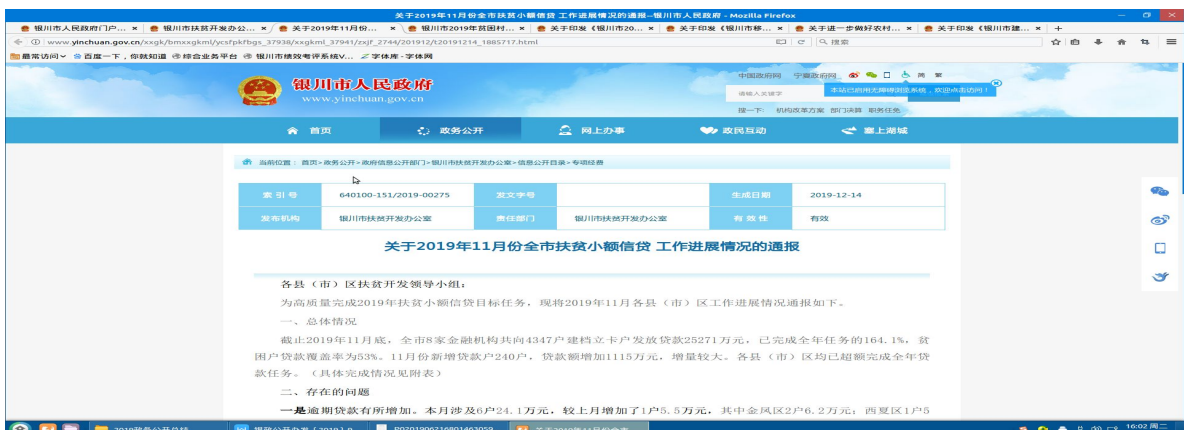 关于2019年11月份全市扶贫小额信贷 工作进展情况的通报--银川市人民政府 - Mozilla Firefox
银川市人民政府门户... × 银川市扶贫开发办公... × 关于2019年11月份... × 银川市2019年贫困村... × 关于印发《银川市20... × 关于印发《银川市移... × 关于进一步做好农村... × 关于印发《银川市建... × +
www.yinchuan.gov.cn/xxgk/bmxxgkml/ycsfpkfbgs_37938/xxgkml_37941/zxjf_2744/201912/t20191214_1885717.html 搜索
最常访问 百度一下，你就知道 综合业务平台 银川市绩效考评系统V... 字体库-字体网
银川市人民政府
www.yinchuan.gov.cn
中国政府网 宁夏政府网 简 繁
请输入关键字
本站已启用无障碍浏览系统，欢迎点击访问！
搜一下： 机构改革方案 部门决算 职务任免
首页 政务公开 网上办事 政民互动 塞上湖城
当前位置： 首页>政务公开>政府信息公开部门>银川市扶贫开发办公室>信息公开目录>专项经费
索 引 号 640100-151/2019-00275 发文字号 生成日期 2019-12-14
发布机构 银川市扶贫开发办公室 责任部门 银川市扶贫开发办公室 有 效 性 有效
关于2019年11月份全市扶贫小额信贷 工作进展情况的通报
各县（市）区扶贫开发领导小组：
为高质量完成2019年扶贫小额信贷目标任务，现将2019年11月各县（市）区工作进展情况通报如下。
一、总体情况
截止2019年11月底，全市8家金融机构共向4347户建档立卡户发放贷款25271万元，已完成全年任务的164.1%，贫
困户贷款覆盖率为53%。11月份新增贷款户240户，贷款额增加1115万元，增量较大。各县（市）区均已超额完成全年贷
款任务。（具体完成情况见附表）
二、存在的问题
一是逾期贷款有所增加。本月涉及6户24.1万元，较上月增加了1户5.5万元，其中金凤区2户6.2万元；西夏区1户5
16:02 周二